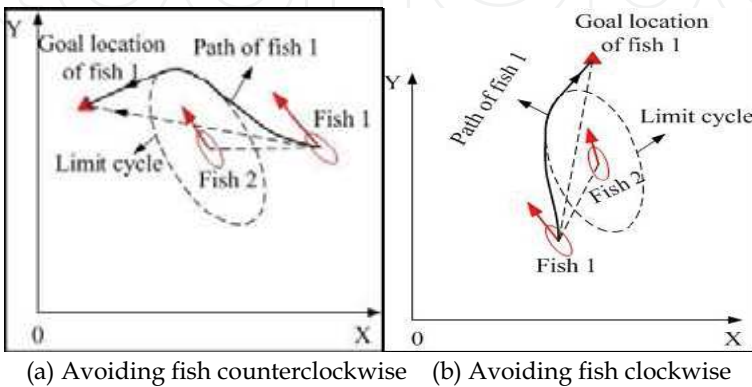 Y
Goal location
of fish 1
Path of fish 1
Fish 1
Limit cycle
Fish 2
0
X
Goal location
of fish 1
Y
Path of fish 1
Limit cycle
Fish 2
Fish 1
0
X
(a) Avoiding fish counterclockwise (b) Avoiding fish clockwise